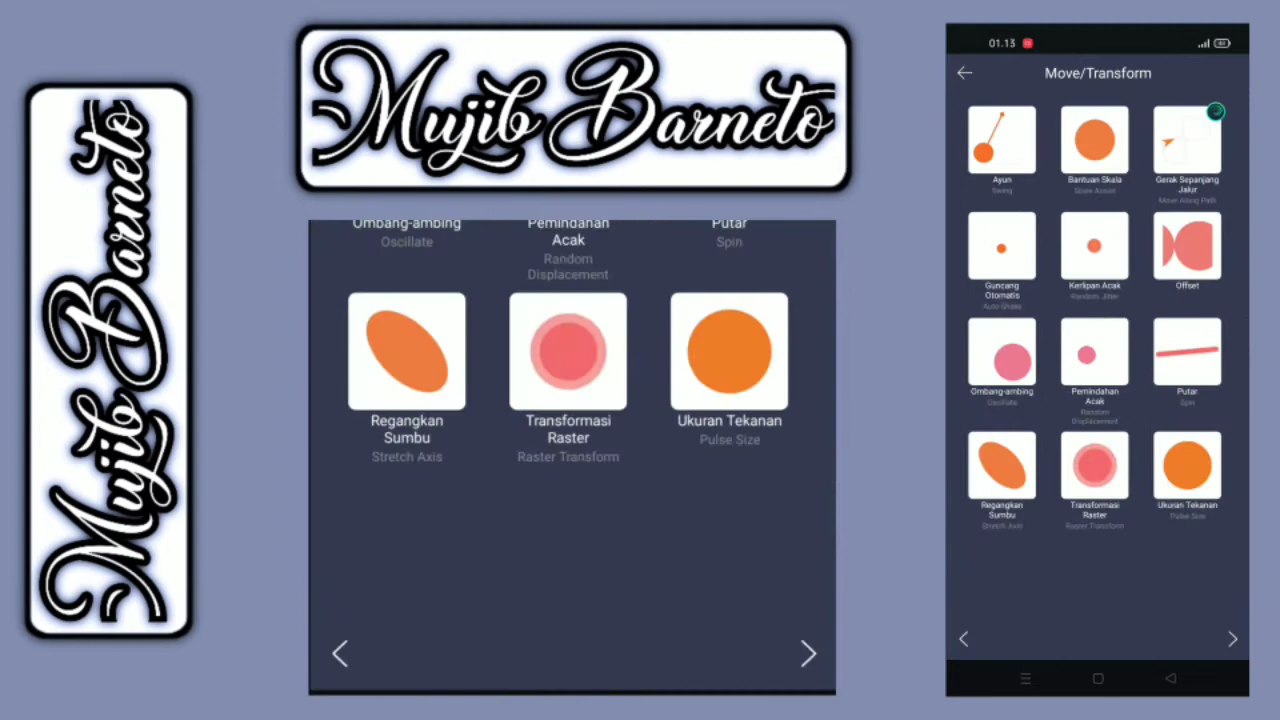 Mujib Barneto
Mujib Barneto
Ombang-ambing
Oscillate
Pemindahan
Acak
Random
Displacement
Putar
Spin
Regangkan
Sumbu
Stretch Axis
Transformasi
Raster
Raster Transform
Ukuran Tekanan
Pulse Size
01.13
Move/Transform
Ayun
Swing
Bantuan Skala
Scale Assist
Gerak Sepanjang
Jalur
Move Along Path
Guncang
Otomatis
Auto-Shake
Kerlipan Acak
Random Jitter
Offset
Ombang-ambing
Oscillate
Pemindahan
Acak
Random
Displacement
Putar
Spin
Regangkan
Sumbu
Stretch Axis
Transformasi
Raster
Raster Transform
Ukuran Tekanan
Pulse Size